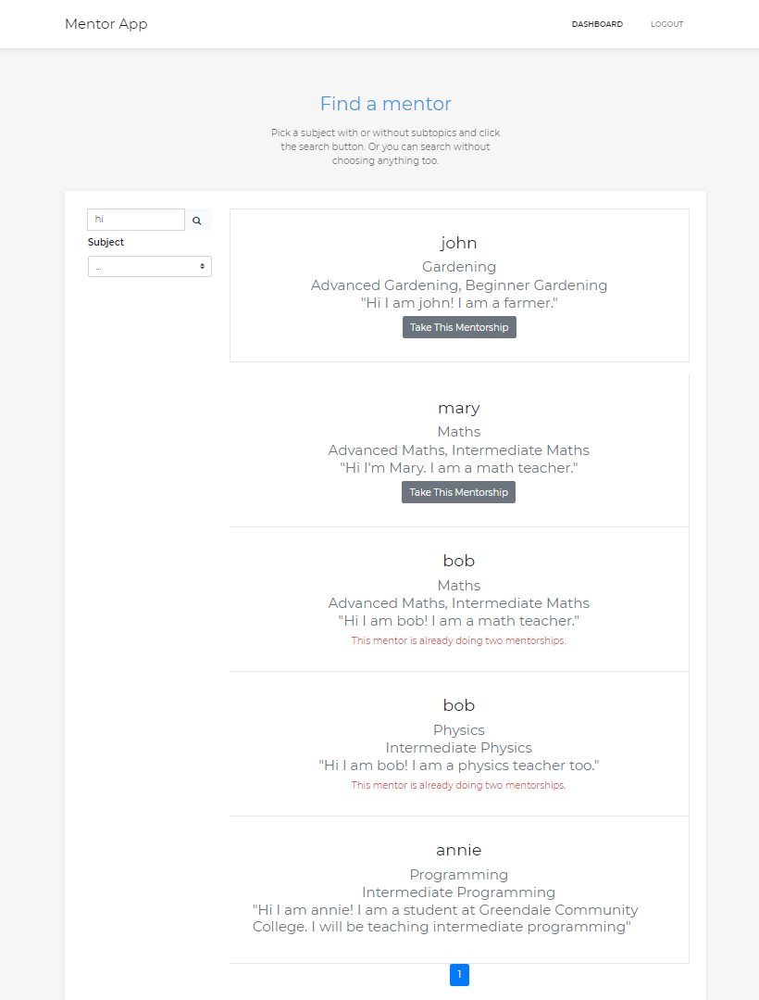 Mentor App
DASHBOARD
LOGOUT
Find a mentor
Pick a subject with or without subtopics and click
the search button. Or you can search without
choosing anything too.
hi
Subject
...
john
Gardening
Advanced Gardening, Beginner Gardening
"Hi I am john! I am a farmer."
Take This Mentorship
mary
Maths
Advanced Maths, Intermediate Maths
"Hi I'm Mary. I am a math teacher."
Take This Mentorship
bob
Maths
Advanced Maths, Intermediate Maths
"Hi I am bob! I am a math teacher."
This mentor is already doing two mentorships.
bob
Physics
Intermediate Physics
"Hi I am bob! I am a physics teacher too."
This mentor is already doing two mentorships.
annie
Programming
Intermediate Programming
"Hi I am annie! I am a student at Greendale Community
College. I will be teaching intermediate programming"
1